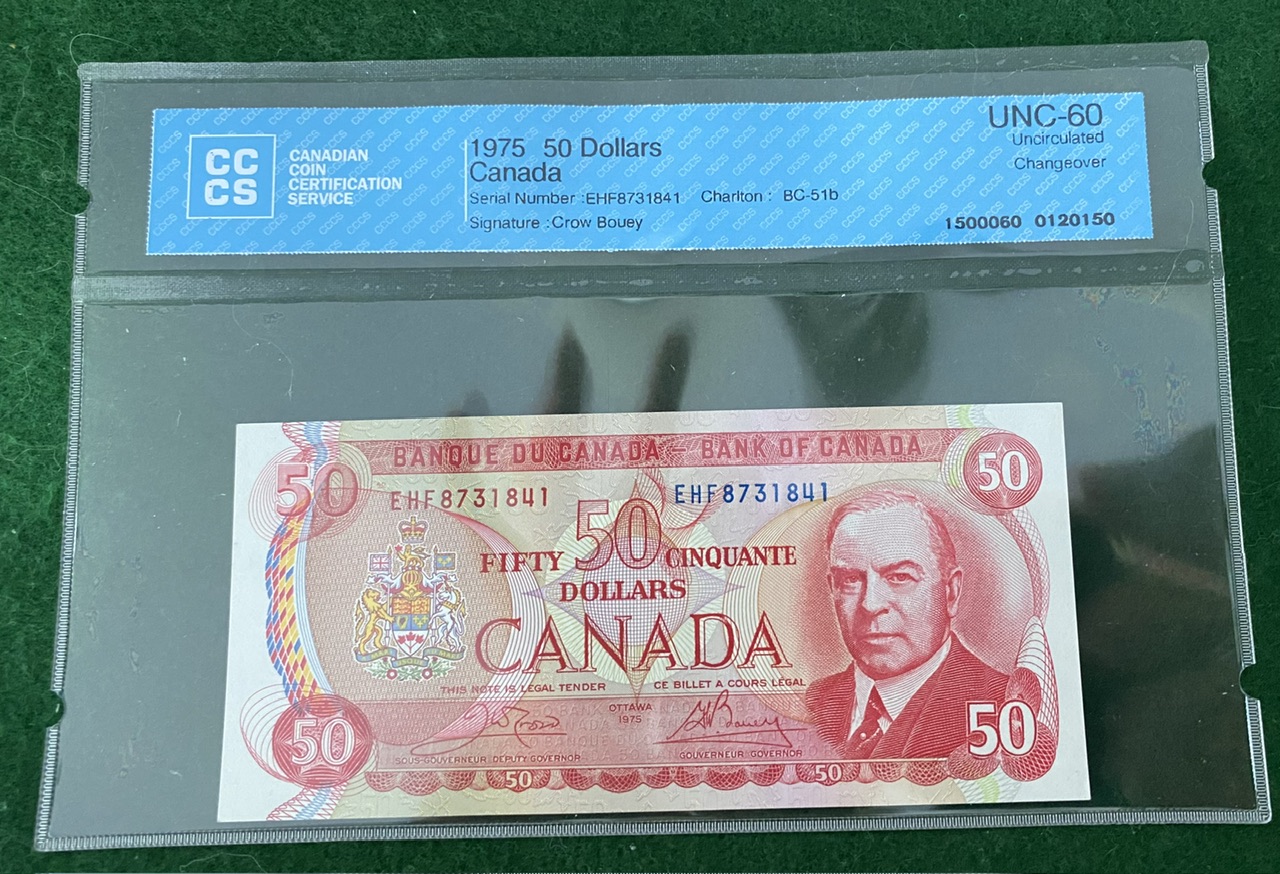 CC
CS
CANADIAN
COIN
CERTIFICATION
SERVICE
1975 50 Dollars
Canada
Serial Number :EHF8731841 Charlton : BC-51b
Signature :Crow Bouey
UNC-60
Uncirculated
Changeover
1500060 0120150
BANQUE DU CANADA – BANK OF CANADA
50
50
EHF8731841
EHF8731841
50
FIFTY CINQUANTE
DOLLARS
CANADA
THIS NOTE IS LEGAL TENDER CE BILLET A COURS LÉGAL
OTTAWA
1975
SOUS-GOUVERNEUR DEPUTY GOVERNOR
GOUVERNEUR GOVERNOR
50
50
50
50